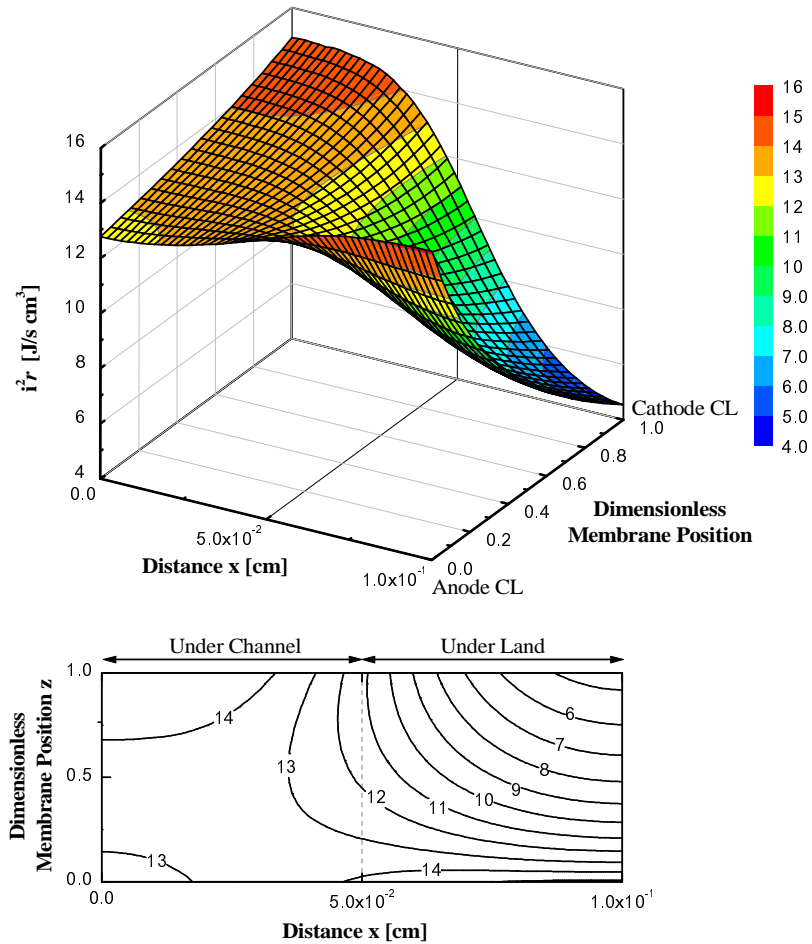 16
14
12
10
8
6
4
i²r [J/s cm³]
0.0
5.0x10⁻²
1.0x10⁻¹
Distance x [cm]
0.0
0.2
0.4
0.6
0.8
1.0
Anode CL
Cathode CL
Dimensionless
Membrane Position
16
15
14
13
12
11
10
9.0
8.0
7.0
6.0
5.0
4.0
Under Channel
Under Land
1.0
0.5
0.0
Dimensionless
Membrane Position z
14
13
13
12
11
10
9
8
7
6
14
0.0
5.0x10⁻²
1.0x10⁻¹
Distance x [cm]